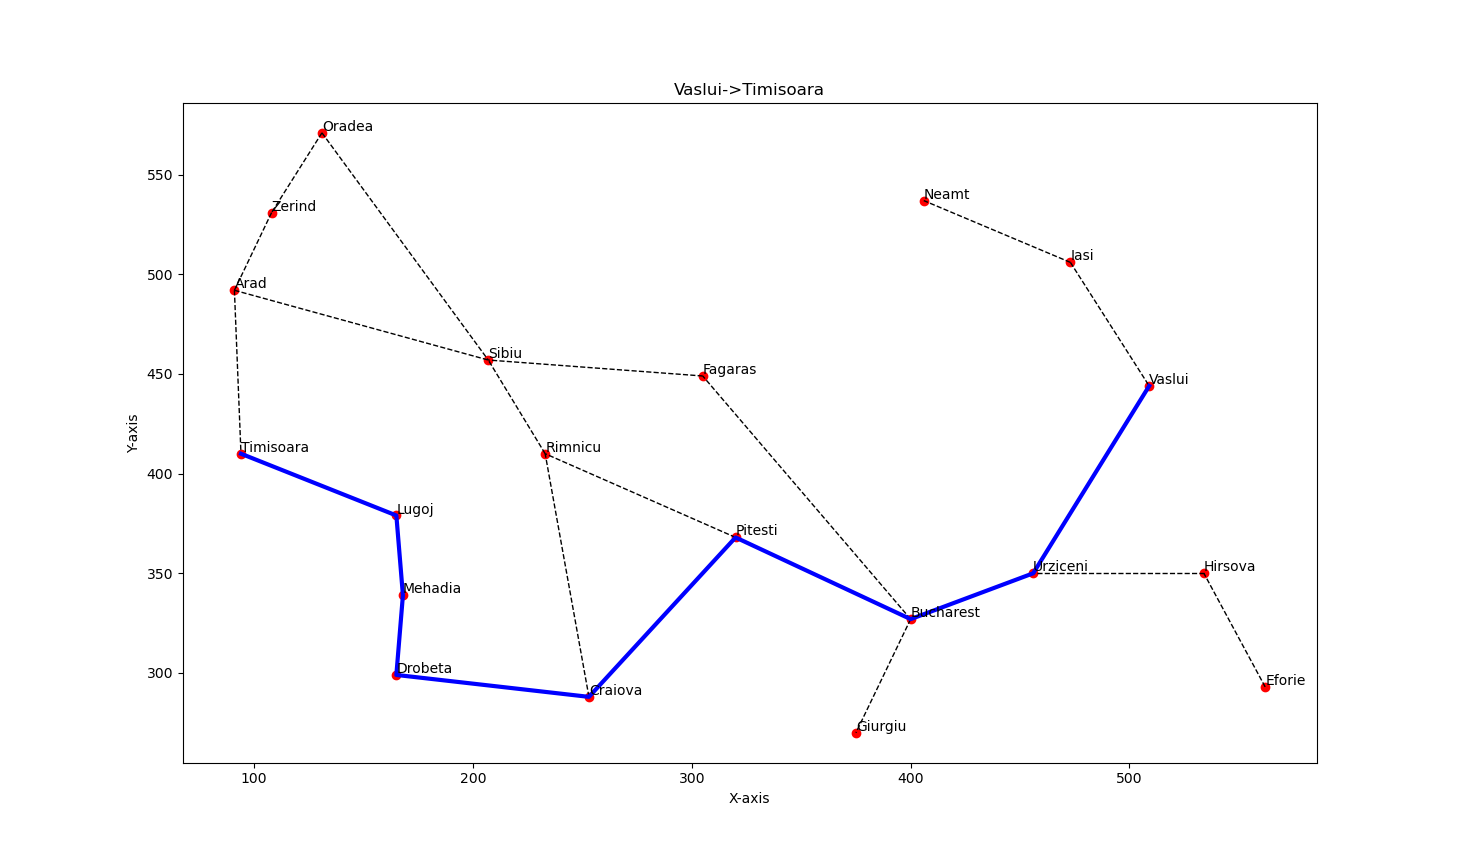 Vaslui->Timisoara
Oradea
Neamt
Zerind
Iasi
Arad
Sibiu
Fagaras
Vaslui
Timisoara
Rimnicu
Lugoj
Pitesti
Urziceni
Hirsova
Mehadia
Bucharest
Drobeta
Craiova
Eforie
Giurgiu
550
500
450
400
350
300
Y-axis
100 200 300 400 500
X-axis